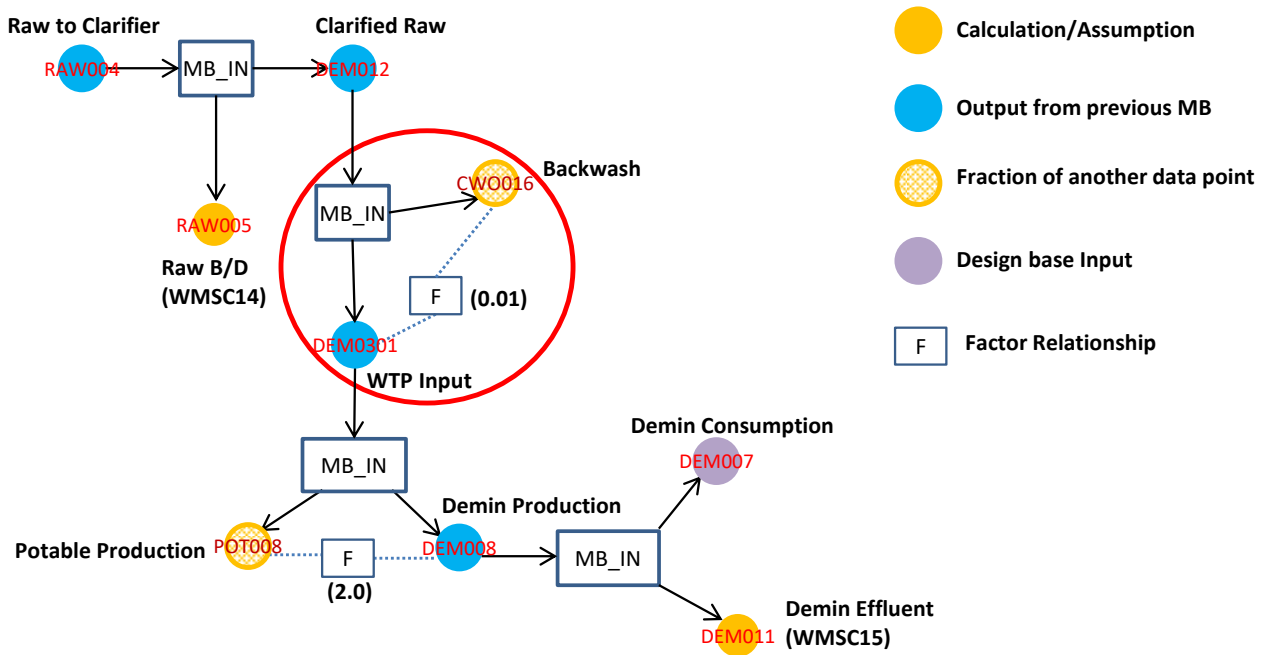 Raw to Clarifier
Clarified Raw
RAW004
MB_IN
DEM012
Backwash
CWO016
MB_IN
RAW005
Raw B/D
(WMSC14)
F
(0.01)
DEM0301
WTP Input
MB_IN
Demin Consumption
DEM007
Demin Production
Potable Production
POT008
F
(2.0)
DEM008
MB_IN
Demin Effluent
(WMSC15)
DEM011
Calculation/Assumption
Output from previous MB
Fraction of another data point
Design base Input
F
Factor Relationship